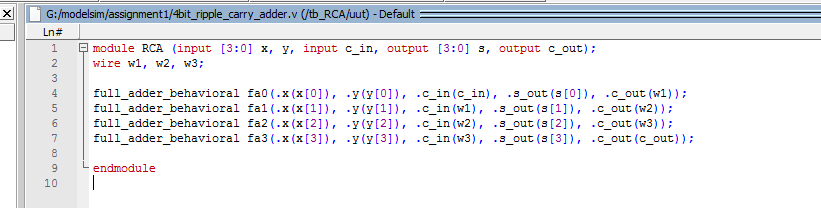 G:/modelsim/assignment1/4bit_ripple_carry_adder.v (/tb_RCA/uut) - Default
Ln#
1 module RCA (input [3:0] x, y, input c_in, output [3:0] s, output c_out);
2 wire w1, w2, w3;
3
4 full_adder_behavioral fa0(.x(x[0]), .y(y[0]), .c_in(c_in), .s_out(s[0]), .c_out(w1));
5 full_adder_behavioral fa1(.x(x[1]), .y(y[1]), .c_in(w1), .s_out(s[1]), .c_out(w2));
6 full_adder_behavioral fa2(.x(x[2]), .y(y[2]), .c_in(w2), .s_out(s[2]), .c_out(w3));
7 full_adder_behavioral fa3(.x(x[3]), .y(y[3]), .c_in(w3), .s_out(s[3]), .c_out(c_out));
8
9 endmodule
10